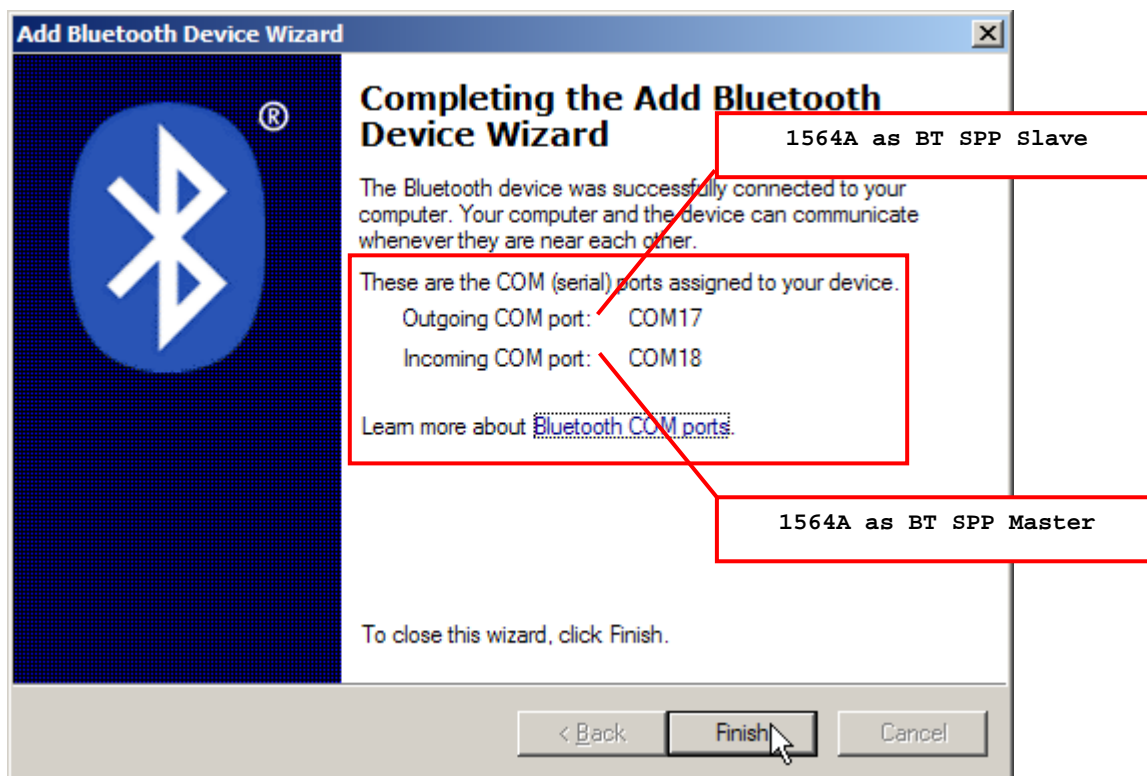 Add Bluetooth Device Wizard
®
Completing the Add Bluetooth
Device Wizard
1564A as BT SPP Slave
The Bluetooth device was successfully connected to your
computer. Your computer and the device can communicate
whenever they are near each other.
These are the COM (serial) ports assigned to your device.
Outgoing COM port: COM17
Incoming COM port: COM18
Learn more about Bluetooth COM ports.
1564A as BT SPP Master
To close this wizard, click Finish.
< Back Finish Cancel